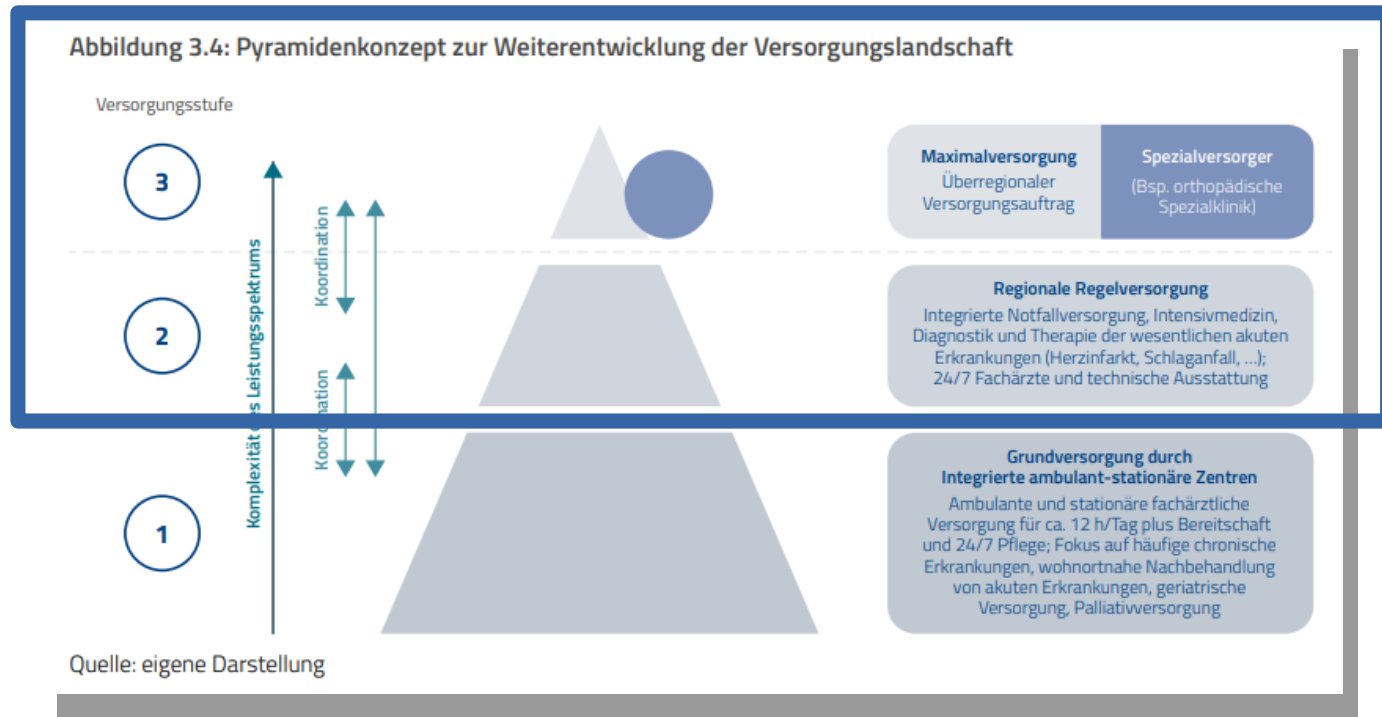 Abbildung 3.4: Pyramidenkonzept zur Weiterentwicklung der Versorgungslandschaft
Versorgungsstufe
3
2
1
Komplexität des Leistungsspektrums
Koordination
Koordination
Maximalversorgung
Überregionaler
Versorgungsauftrag
Spezialversorger
(Bsp. orthopädische
Spezialklinik)
Regionale Regelversorgung
Integrierte Notfallversorgung, Intensivmedizin,
Diagnostik und Therapie der wesentlichen akuten
Erkrankungen (Herzinfarkt, Schlaganfall, ...);
24/7 Fachärzte und technische Ausstattung
Grundversorgung durch
Integrierte ambulant-stationäre Zentren
Ambulante und stationäre fachärztliche
Versorgung für ca. 12 h/Tag plus Bereitschaft
und 24/7 Pflege; Fokus auf häufige chronische
Erkrankungen, wohnortnahe Nachbehandlung
von akuten Erkrankungen, geriatrische
Versorgung, Palliativversorgung
Quelle: eigene Darstellung